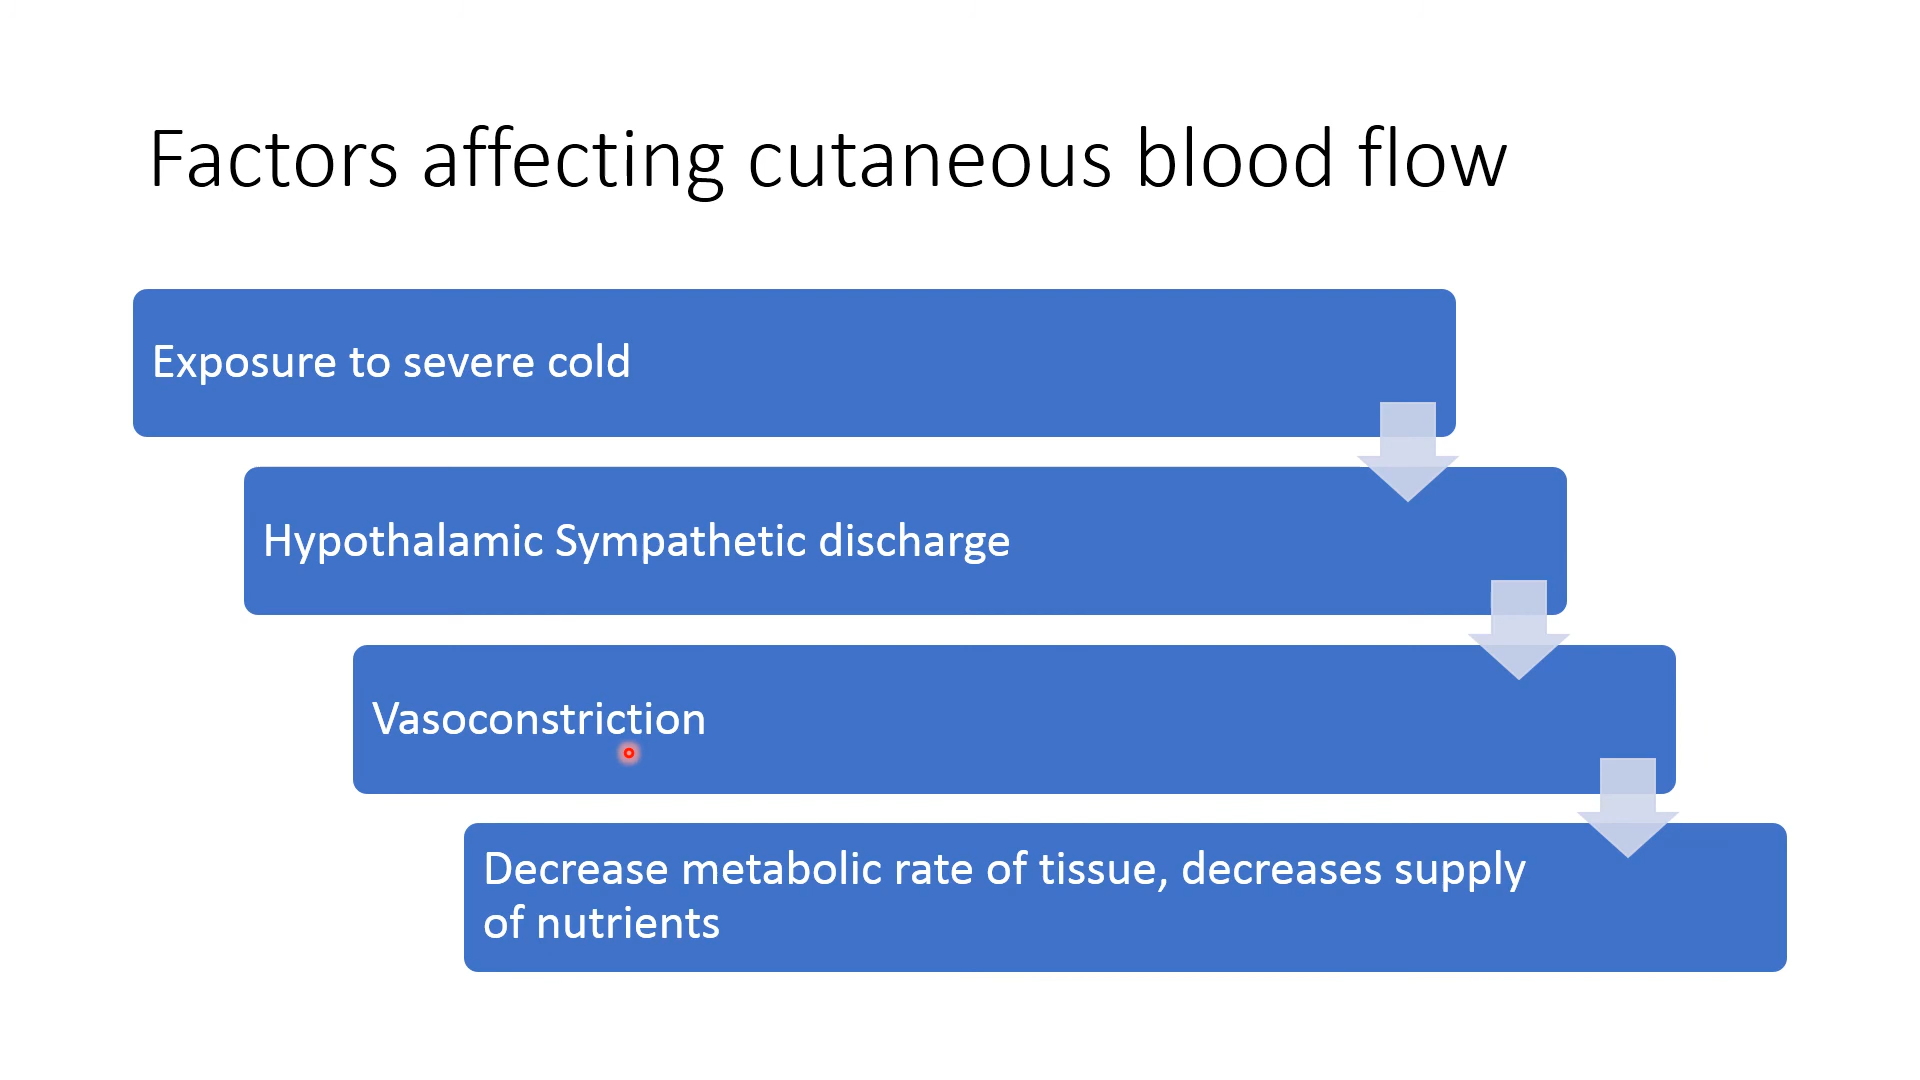 Factors affecting cutaneous blood flow
Exposure to severe cold
Hypothalamic Sympathetic discharge
Vasoconstriction
Decrease metabolic rate of tissue, decreases supply
of nutrients